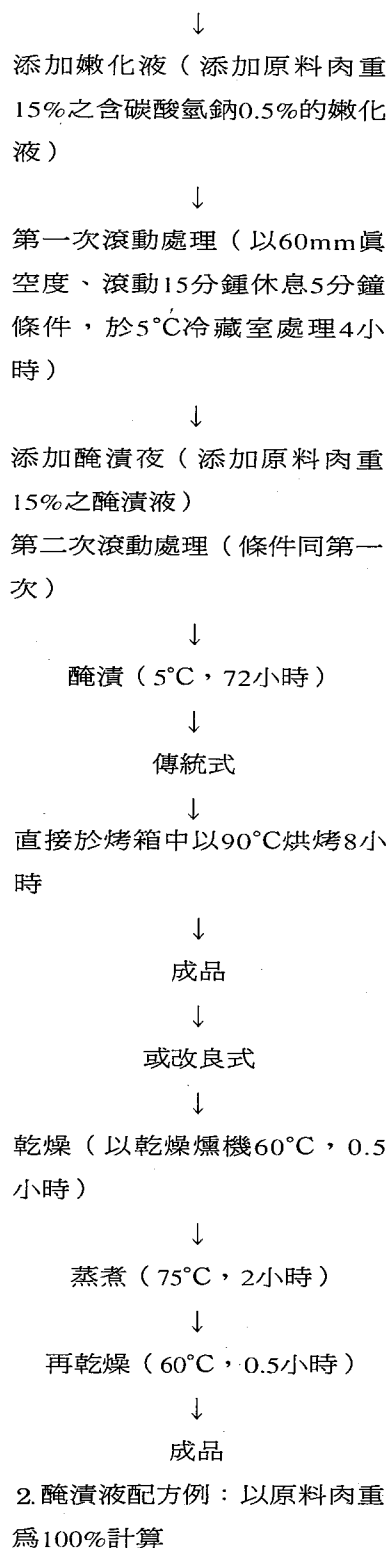 ↓
添加嫩化液（添加原料肉重
15%之含碳酸氫鈉0.5%的嫩化
液）
↓
第一次滾動處理（以60mm眞
空度、滾動15分鍾休息5分鐘
條件，於5°C冷藏室處理4小
時）
↓
添加醃漬夜（添加原料肉重
15%之醃漬液）
第二次滾動處理（條件同第一
次）
↓
醃漬（5°C，72小時）
↓
傳統式
↓
直接於烤箱中以90°C烘烤8小
時
↓
成品
↓
或改良式
↓
乾燥（以乾燥燻機60°C，0.5
小時）
↓
蒸煮（75°C，2小時）
↓
再乾燥（60°C，0.5小時）
↓
成品
2.醃漬液配方例：以原料肉重
爲100%計算